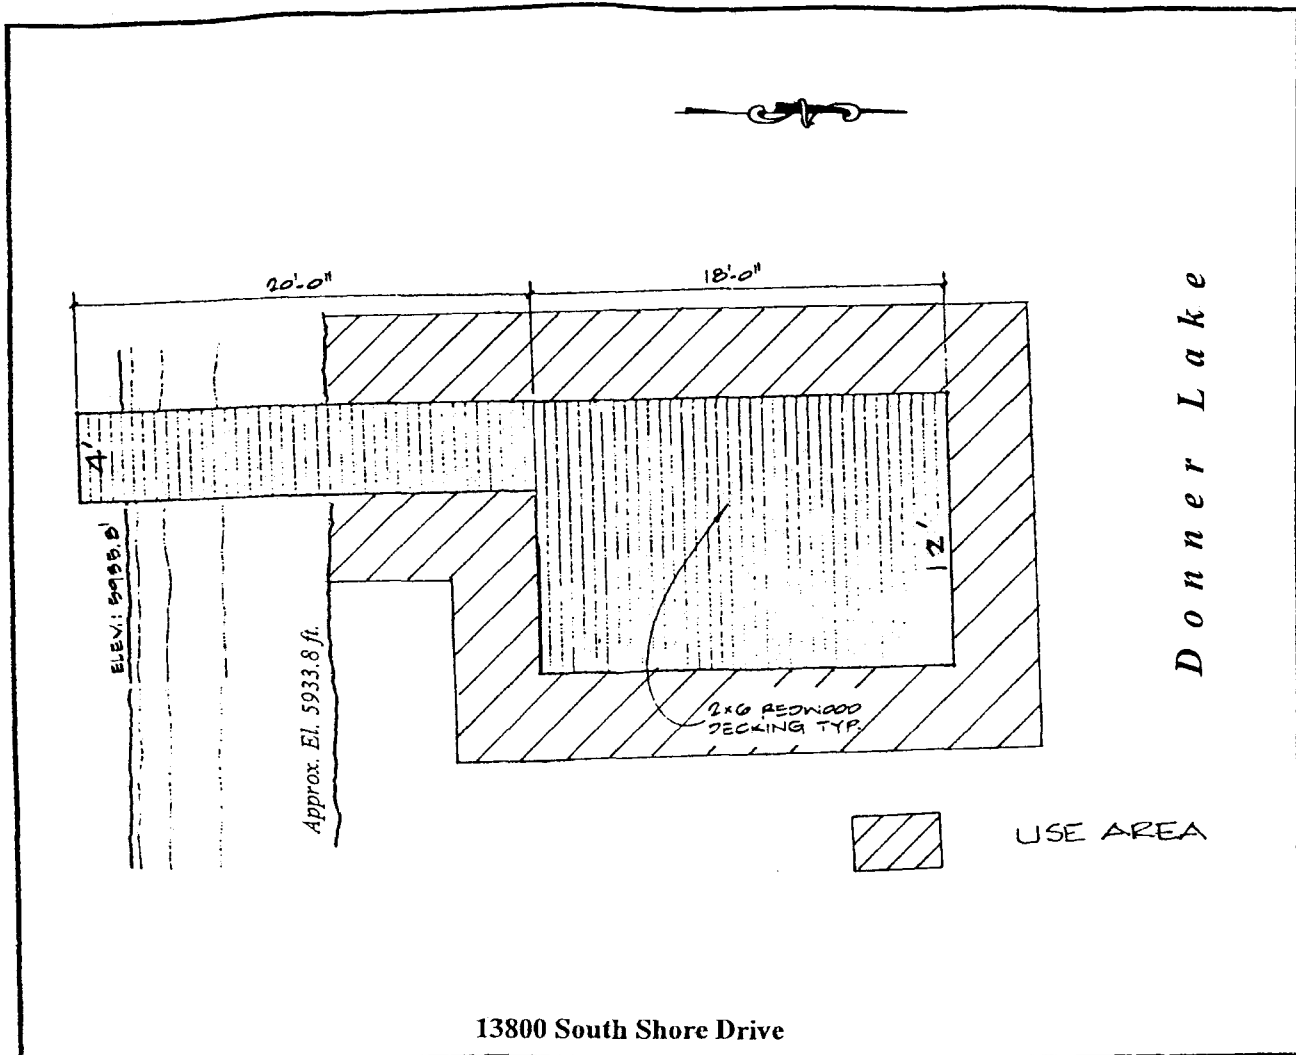 20'-0"
18'-0"
4'
12'
ELEV.: 5935.8'
Approx. El. 5933.8 ft.
2x6 REDWOOD
DECKING TYP.
Donner Lake
USE AREA
13800 South Shore Drive